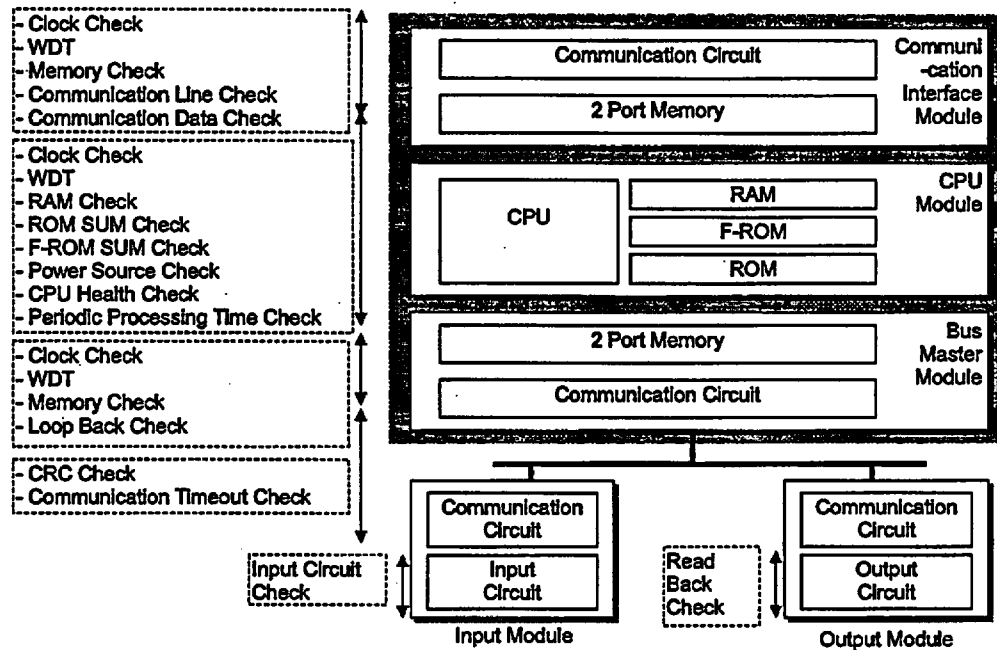 - Clock Check
- WDT
- Memory Check
- Communication Line Check
- Communication Data Check
- Clock Check
- WDT
- RAM Check
- ROM SUM Check
- F-ROM SUM Check
- Power Source Check
- CPU Health Check
- Periodic Processing Time Check
- Clock Check
- WDT
- Memory Check
- Loop Back Check
- CRC Check
- Communication Timeout Check
Communication Circuit
2 Port Memory
Communi
-cation
Interface
Module
CPU
RAM
F-ROM
ROM
CPU
Module
2 Port Memory
Communication Circuit
Bus
Master
Module
Input Circuit
Check
Communication
Circuit
Input
Circuit
Input Module
Read
Back
Check
Communication
Circuit
Output
Circuit
Output Module